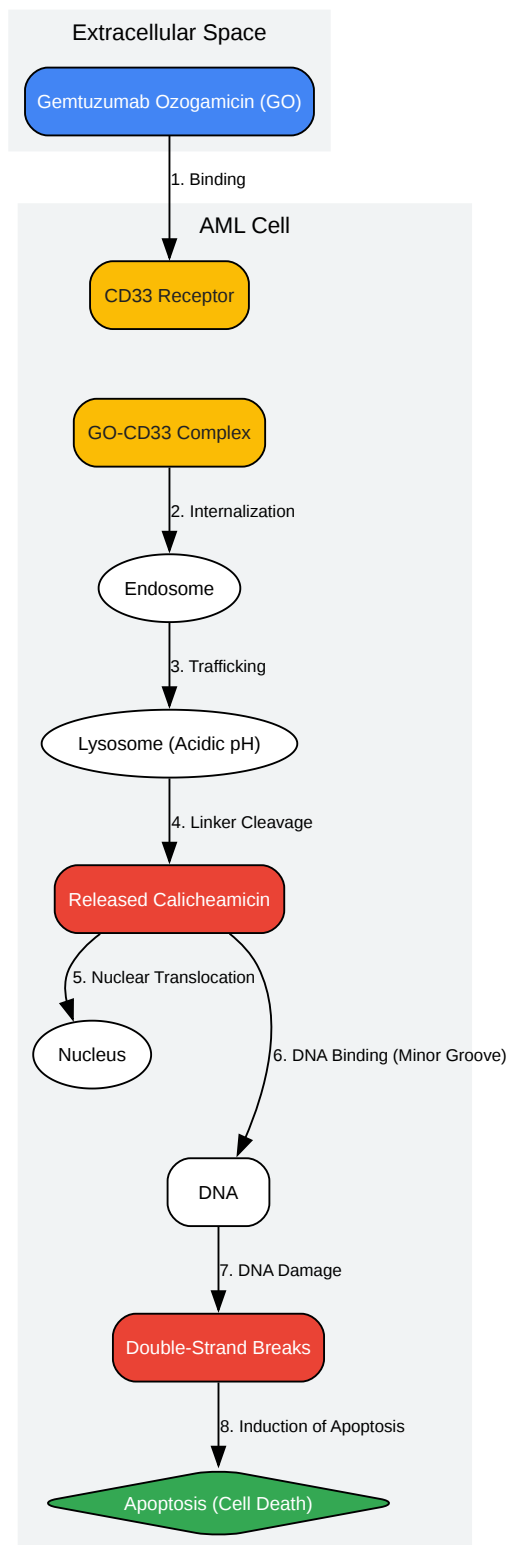 Extracellular Space
Gemtuzumab Ozogamicin (GO)
1. Binding
AML Cell
CD33 Receptor
GO-CD33 Complex
2. Internalization
Endosome
3. Trafficking
Lysosome (Acidic pH)
4. Linker Cleavage
Released Calicheamicin
5. Nuclear Translocation
Nucleus
6. DNA Binding (Minor Groove)
DNA
7. DNA Damage
Double-Strand Breaks
8. Induction of Apoptosis
Apoptosis (Cell Death)